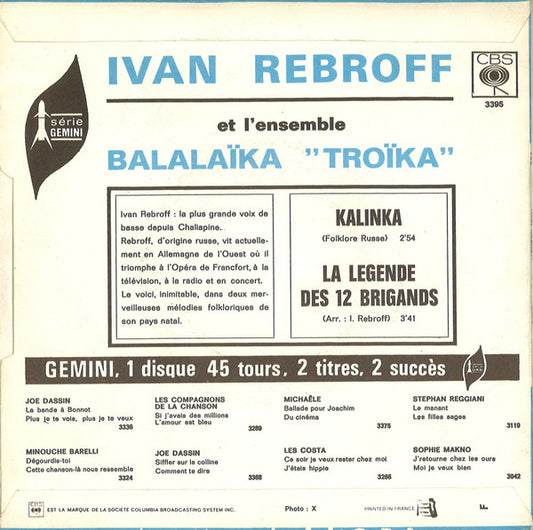 IVAN REBROFF
CBS
3395
série
GEMINI
et l'ensemble
BALALAÏKA "TROÏKA"
Ivan Rebroff : la plus grande voix de
basse depuis Chaliapine.
Rebroff, d'origine russe, vit actuelle-
ment en Allemagne de l'Ouest où il
triomphe à l'Opéra de Francfort, à la
télévision, à la radio et en concert.
Le voici, inimitable, dans deux mer-
veilleuses mélodies folkloriques de
son pays natal.
KALINKA
(Folklore Russe) 2'54
LA LEGENDE
DES 12 BRIGANDS
(Arr. : I. Rebroff) 3'41
GEMINI, 1 disque 45 tours, 2 titres, 2 succès
JOE DASSIN
La bande à Bonnot
Plus je te vois, plus je te veux
3336
LES COMPAGNONS
DE LA CHANSON
Si j'avais des millions
L'amour est bleu
3289
MICHAËLE
Ballade pour Joachim
Du cinéma
3375
STEPHAN REGGIANI
Le manant
Les filles sages
3119
MINOUCHE BARELLI
Dégourdis-toi
Cette chanson-là nous ressemble
3324
JOE DASSIN
Siffler sur la colline
Comment te dire
3368
LES COSTA
Ce soir je veux rester chez moi
J'étais hippie
3266
SOPHIE MAKNO
J'retourne chez les ours
Moi je veux bien
3042
CBS
EST LA MARQUE DE LA SOCIÉTÉ COLUMBIA BROADCASTING SYSTEM INC.
Photo : X
PRINTED IN FRANCE